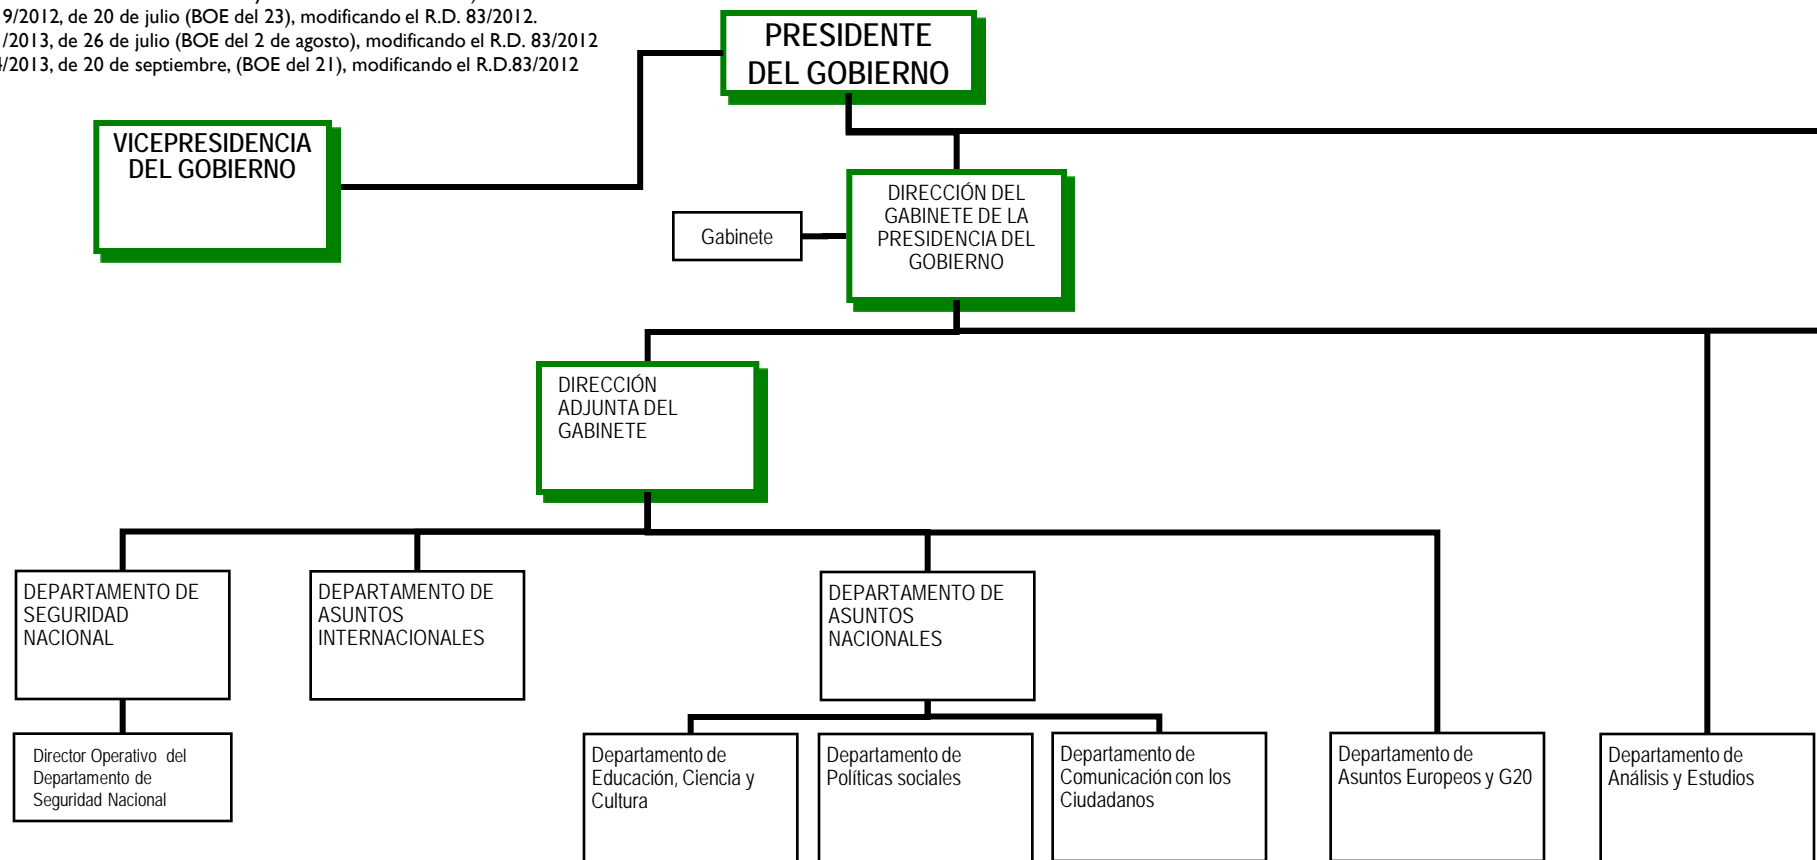 9/2012, de 20 de julio (BOE del 23), modificando el R.D. 83/2012.
/2013, de 26 de julio (BOE del 2 de agosto), modificando el R.D. 83/2012
/2013, de 20 de septiembre, (BOE del 21), modificando el R.D.83/2012
PRESIDENTE
DEL GOBIERNO
VICEPRESIDENCIA
DEL GOBIERNO
Gabinete
DIRECCIÓN DEL
GABINETE DE LA
PRESIDENCIA DEL
GOBIERNO
DIRECCIÓN
ADJUNTA DEL
GABINETE
DEPARTAMENTO DE
SEGURIDAD
NACIONAL
DEPARTAMENTO DE
ASUNTOS
INTERNACIONALES
DEPARTAMENTO DE
ASUNTOS
NACIONALES
Director Operativo del
Departamento de
Seguridad Nacional
Departamento de
Educación, Ciencia y
Cultura
Departamento de
Políticas sociales
Departamento de
Comunicación con los
Ciudadanos
Departamento de
Asuntos Europeos y G20
Departamento de
Análisis y Estudios